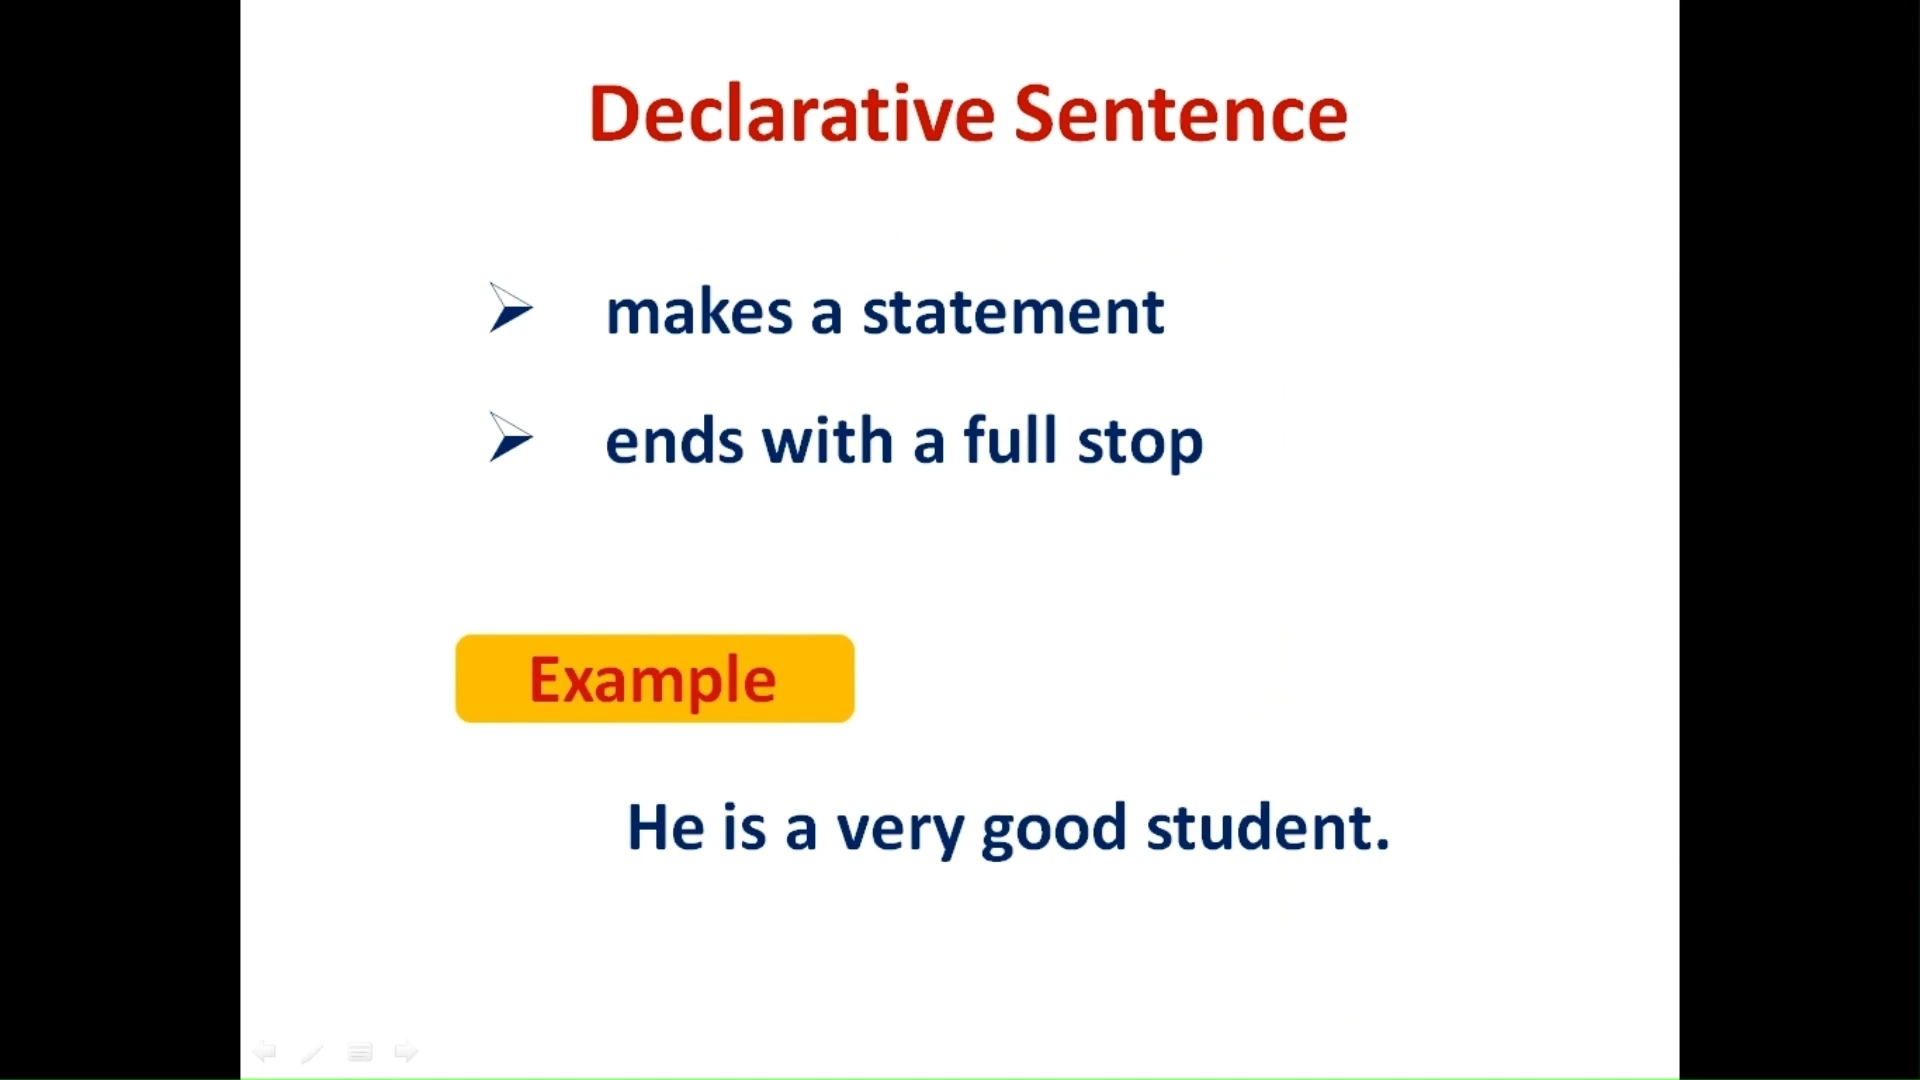 Declarative Sentence
makes a statement
ends with a full stop
Example
He is a very good student.